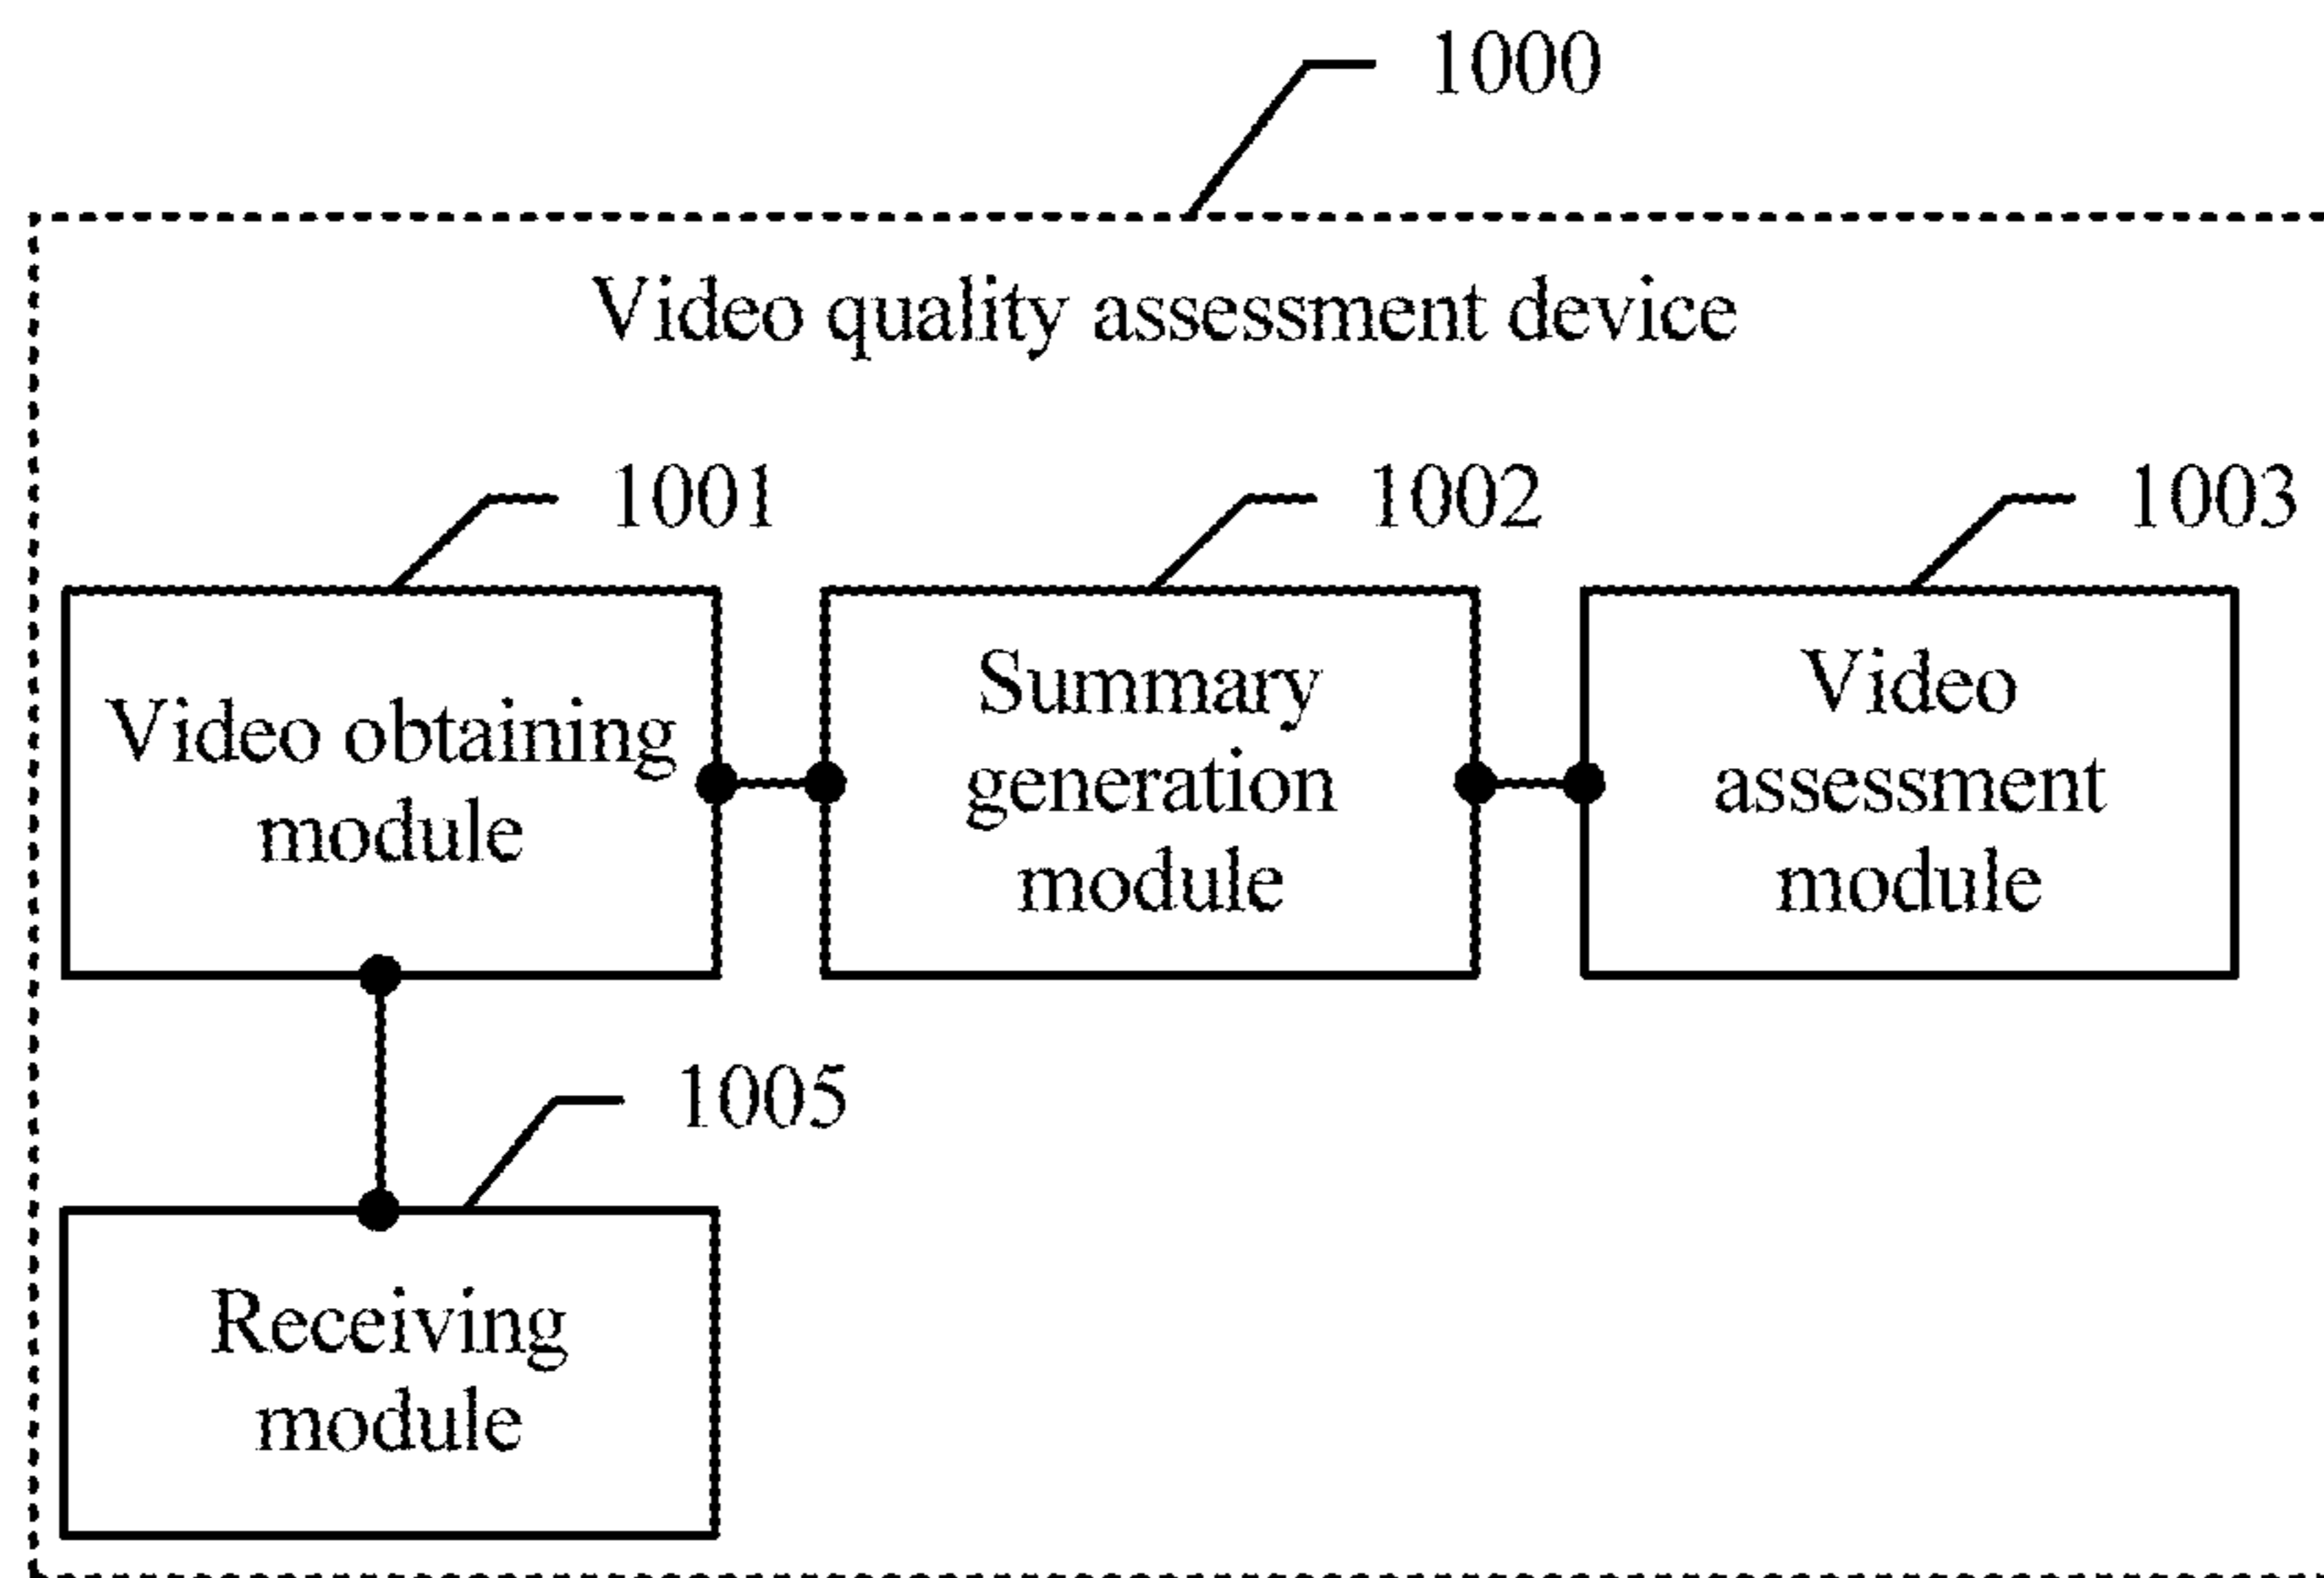 1000
Video quality assessment device
1001
1002
1003
Video obtaining
module
Summary
generation
module
Video
assessment
module
1005
Receiving
module